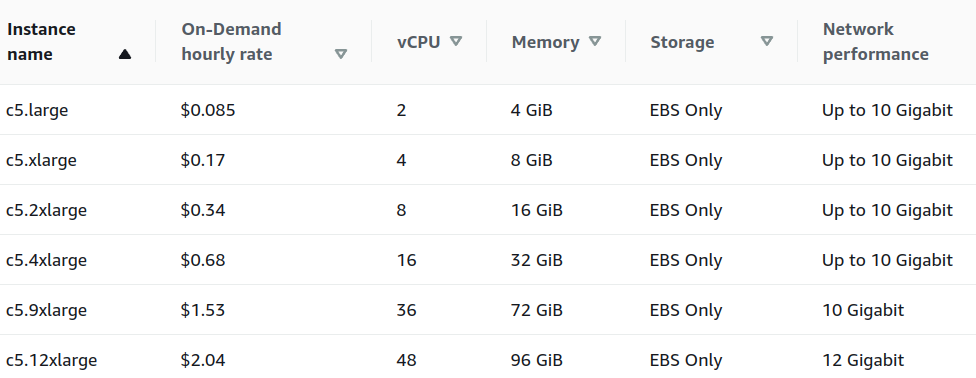 Instance name On-Demand hourly rate vCPU Memory Storage Network performance
c5.large $0.085 2 4 GiB EBS Only Up to 10 Gigabit
c5.xlarge $0.17 4 8 GiB EBS Only Up to 10 Gigabit
c5.2xlarge $0.34 8 16 GiB EBS Only Up to 10 Gigabit
c5.4xlarge $0.68 16 32 GiB EBS Only Up to 10 Gigabit
c5.9xlarge $1.53 36 72 GiB EBS Only 10 Gigabit
c5.12xlarge $2.04 48 96 GiB EBS Only 12 Gigabit